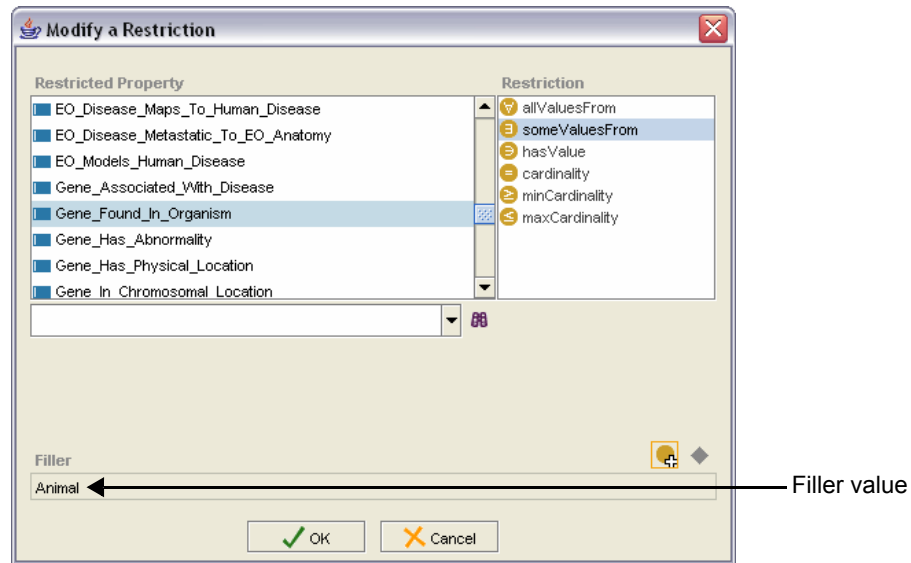 Modify a Restriction
Restricted Property
Restriction
EO_Disease_Maps_To_Human_Disease
EO_Disease_Metastatic_To_EO_Anatomy
EO_Models_Human_Disease
Gene_Associated_With_Disease
Gene_Found_In_Organism
Gene_Has_Abnormality
Gene_Has_Physical_Location
Gene_In_Chromosomal_Location
allValuesFrom
someValuesFrom
hasValue
cardinality
minCardinality
maxCardinality
Filler
Animal
Filler value
OK
Cancel